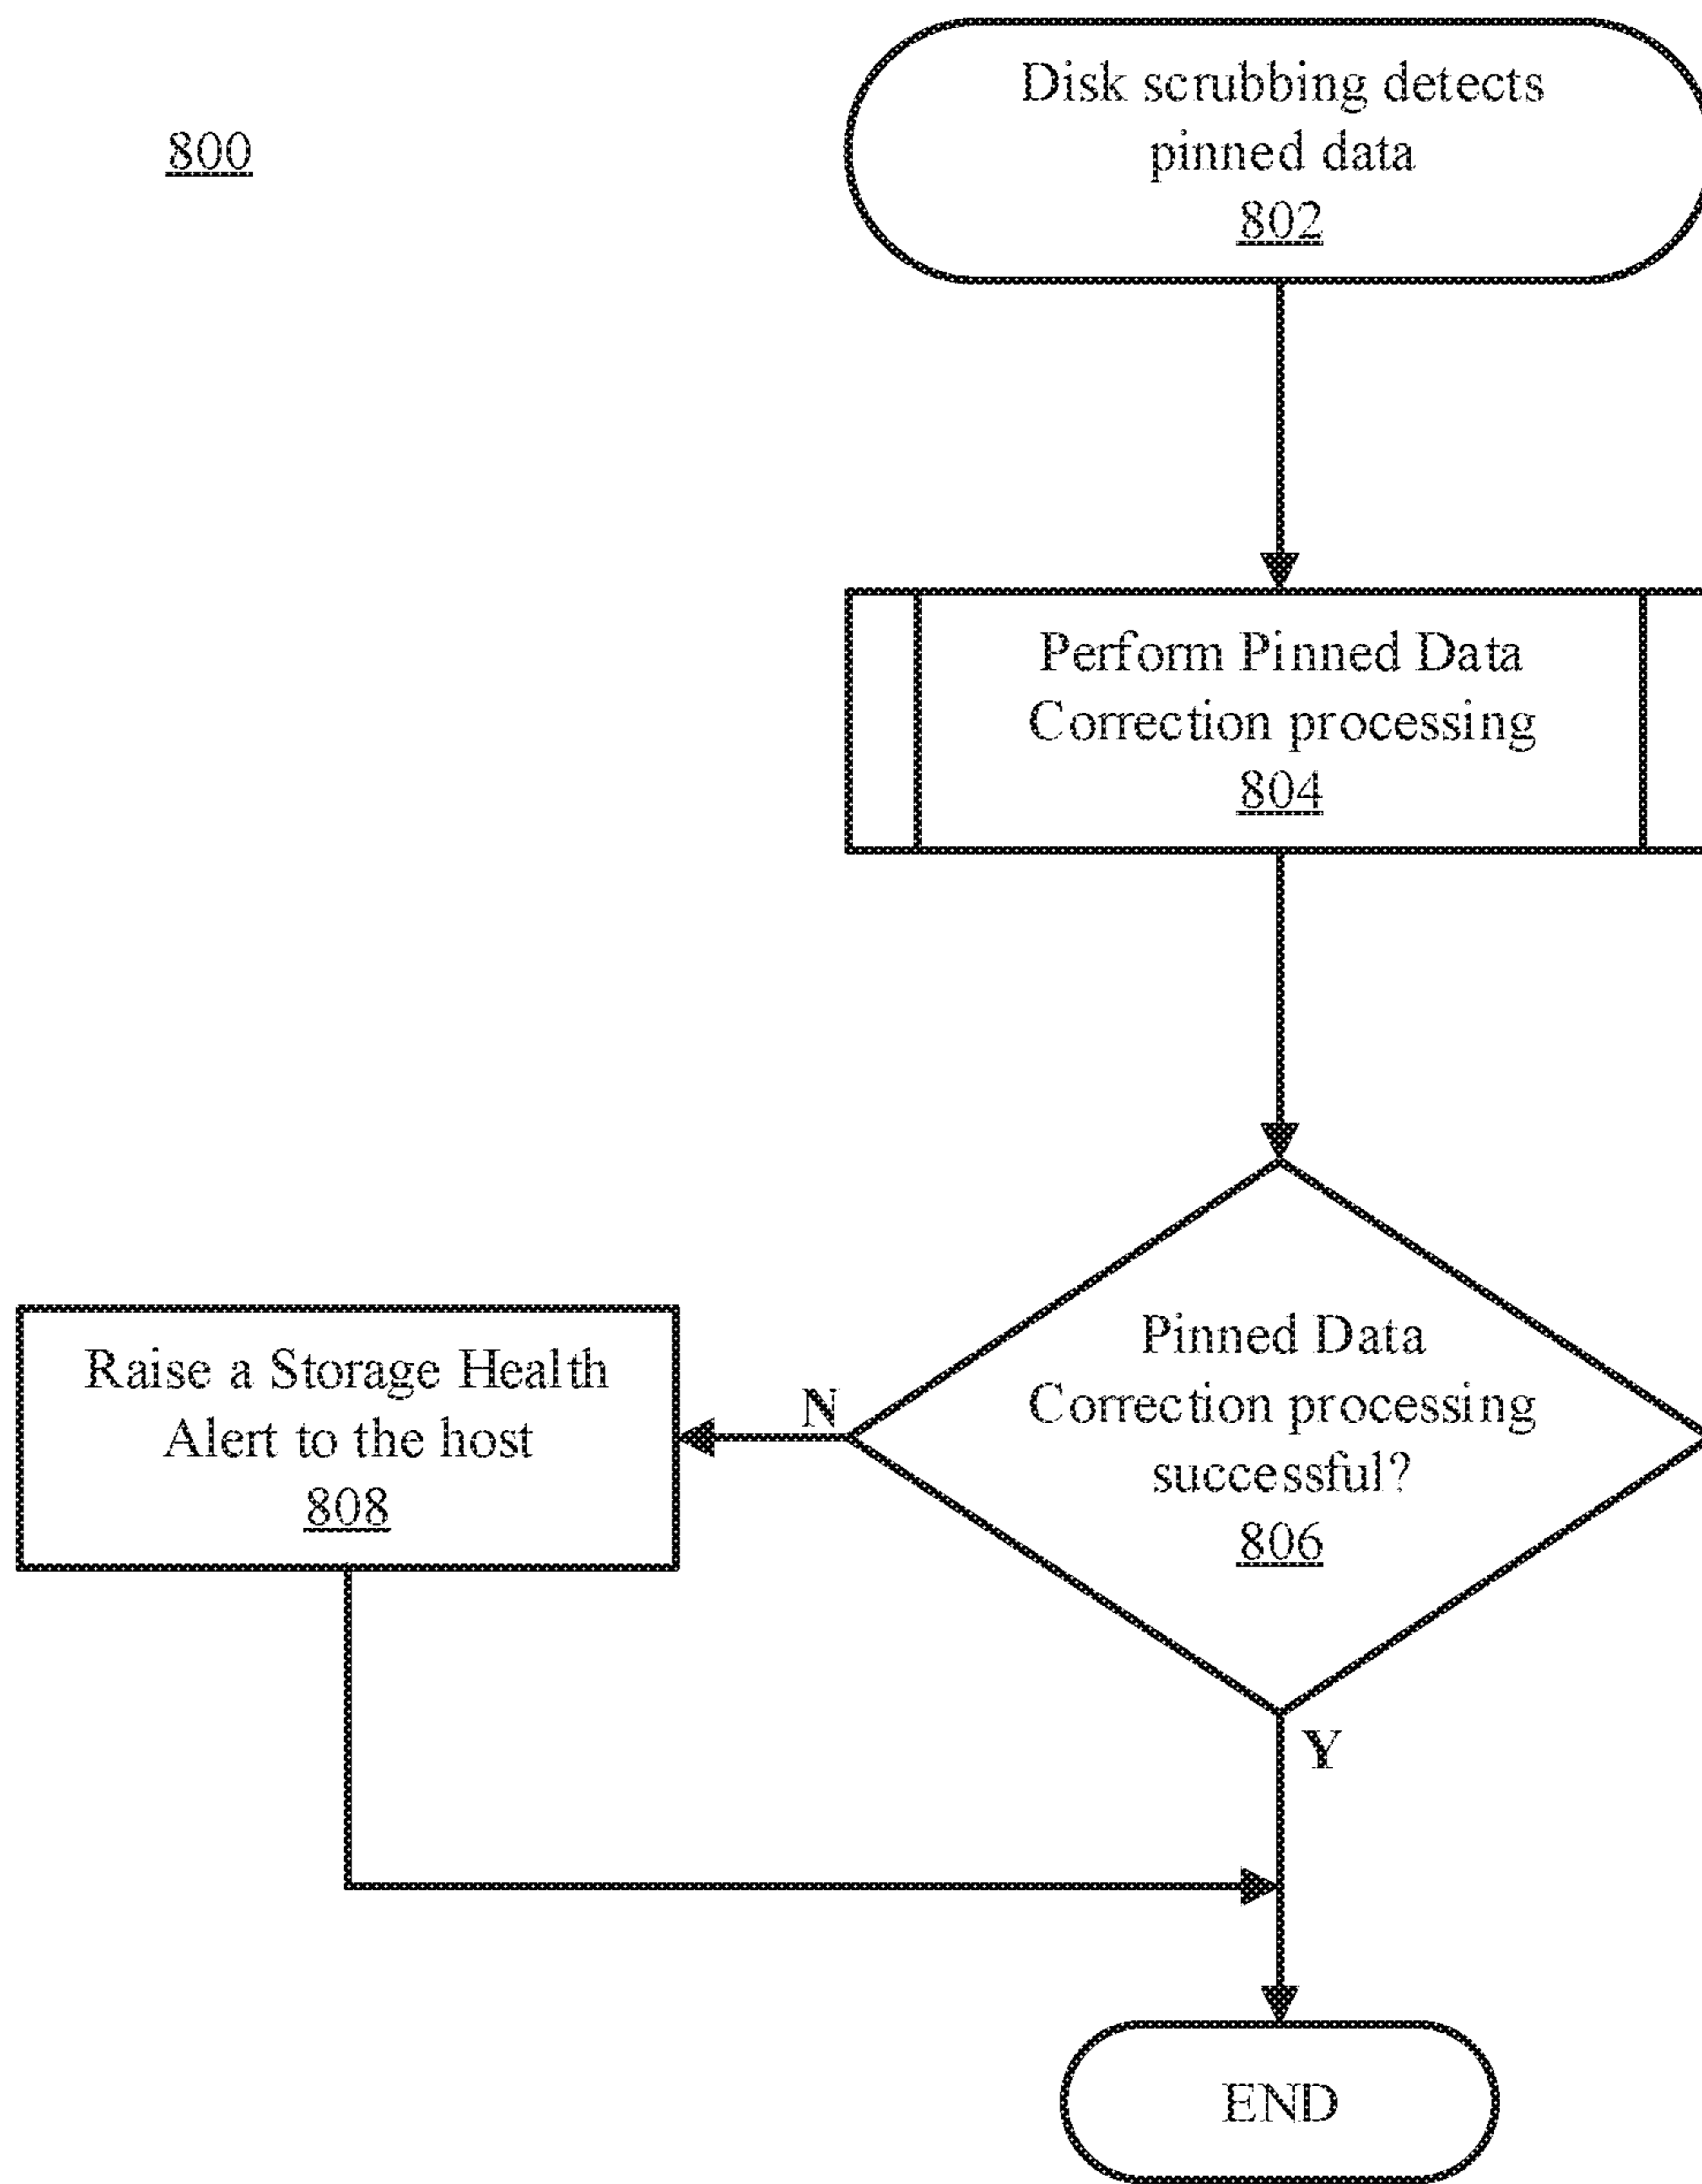 800
Disk scrubbing detects
pinned data
802
Perform Pinned Data
Correction processing
804
Pinned Data
Correction processing
successful?
806
N
Raise a Storage Health
Alert to the host
808
Y
END